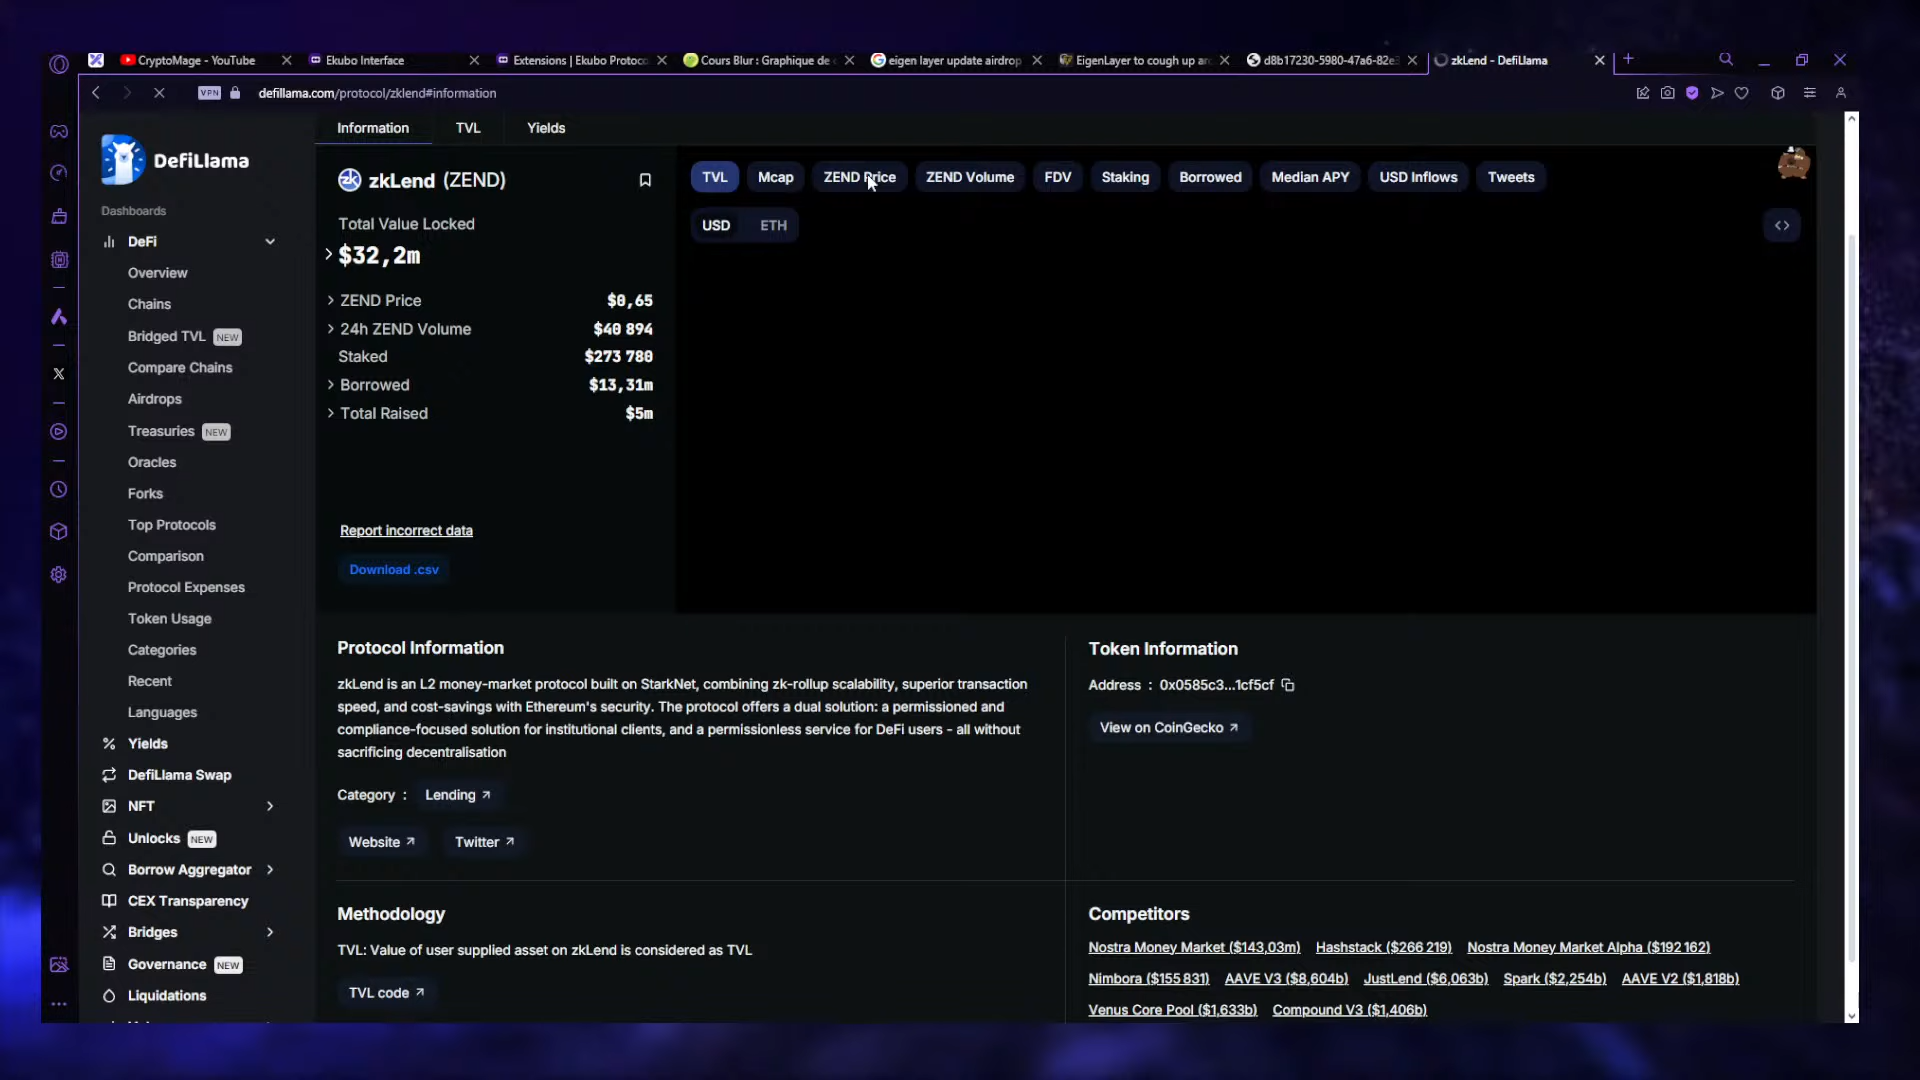 CryptoMage - YouTube
Ekubo Interface
Extensions | Ekubo Protoco
Cours Blur : Graphique de
eigen layer update airdrop
EigenLayer to cough up
d8b17230-5980-47a6-82e
zkLend - DefiLlama
VPN
defillama.com/protocol/zklend#information
DefiLlama
Dashboards
DeFi
Overview
Chains
Bridged TVL NEW
Compare Chains
Airdrops
Treasuries NEW
Oracles
Forks
Top Protocols
Comparison
Protocol Expenses
Token Usage
Categories
Recent
Languages
Yields
DefiLlama Swap
NFT
Unlocks NEW
Borrow Aggregator
CEX Transparency
Bridges
Governance NEW
Liquidations
Information TVL Yields
zkLend (ZEND)
Total Value Locked
$32,2m
ZEND Price $0,65
24h ZEND Volume $40 894
Staked $273 780
Borrowed $13,31m
Total Raised $5m
Report incorrect data
Download .csv
TVL Mcap ZEND Price ZEND Volume FDV Staking Borrowed Median APY USD Inflows Tweets
USD ETH
Protocol Information
zkLend is an L2 money-market protocol built on StarkNet, combining zk-rollup scalability, superior transaction
speed, and cost-savings with Ethereum's security. The protocol offers a dual solution: a permissioned and
compliance-focused solution for institutional clients, and a permissionless service for DeFi users - all without
sacrificing decentralisation
Category : Lending
Website Twitter
Token Information
Address : 0x0585c3...1cf5cf
View on CoinGecko
Methodology
TVL: Value of user supplied asset on zkLend is considered as TVL
TVL code
Competitors
Nostra Money Market ($143,03m) Hashstack ($266 219) Nostra Money Market Alpha ($192 162)
Nimbora ($155 831) AAVE V3 ($8,604b) JustLend ($6,063b) Spark ($2,254b) AAVE V2 ($1,818b)
Venus Core Pool ($1,633b) Compound V3 ($1,406b)